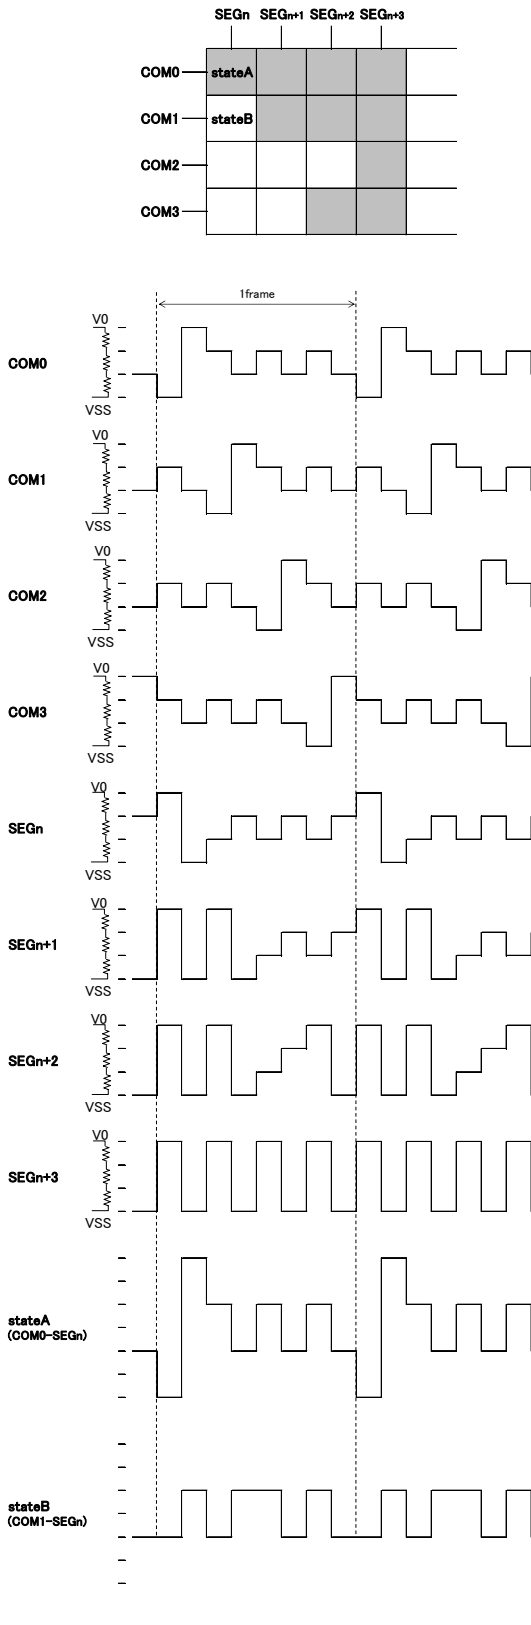 SEGn SEGn+1 SEGn+2 SEGn+3
COM0 stateA
COM1 stateB
COM2
COM3
1frame
V0
COM0
VSS
V0
COM1
VSS
V0
COM2
VSS
V0
COM3
VSS
V0
SEGn
VSS
V0
SEGn+1
VSS
V0
SEGn+2
VSS
V0
SEGn+3
VSS
stateA
(COM0-SEGn)
stateB
(COM1-SEGn)